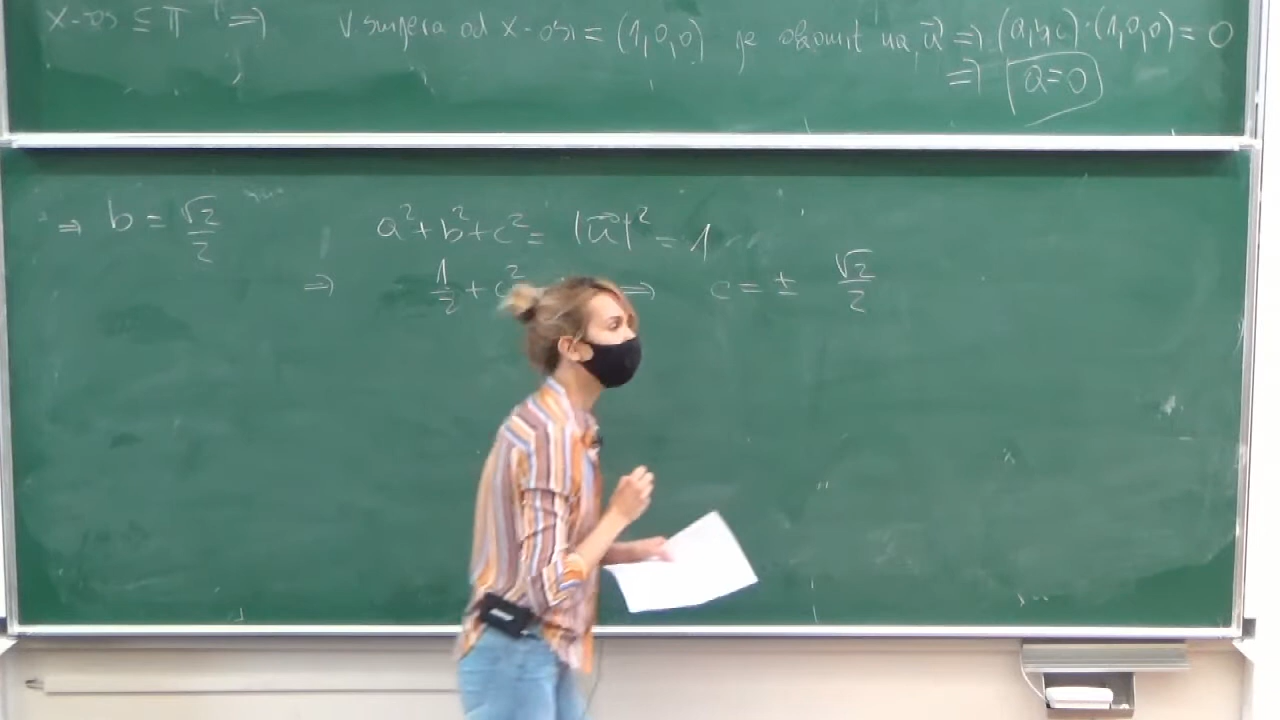 x-os ⊆ π ⇒ v. smjera od x-osi = (1,0,0) je okomit na u⃗ ⇒ (a,b,c)·(1,0,0) = 0
⇒ a=0
⇒ b = √2/2 a²+b²+c² = |u⃗|² = 1
⇒ 1/2 + c² ⇒ c = ± √2/2